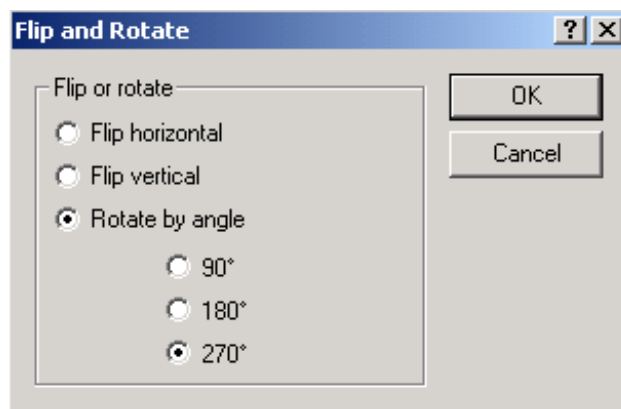 Flip and Rotate
Flip or rotate
Flip horizontal
Flip vertical
Rotate by angle
90°
180°
270°
OK
Cancel